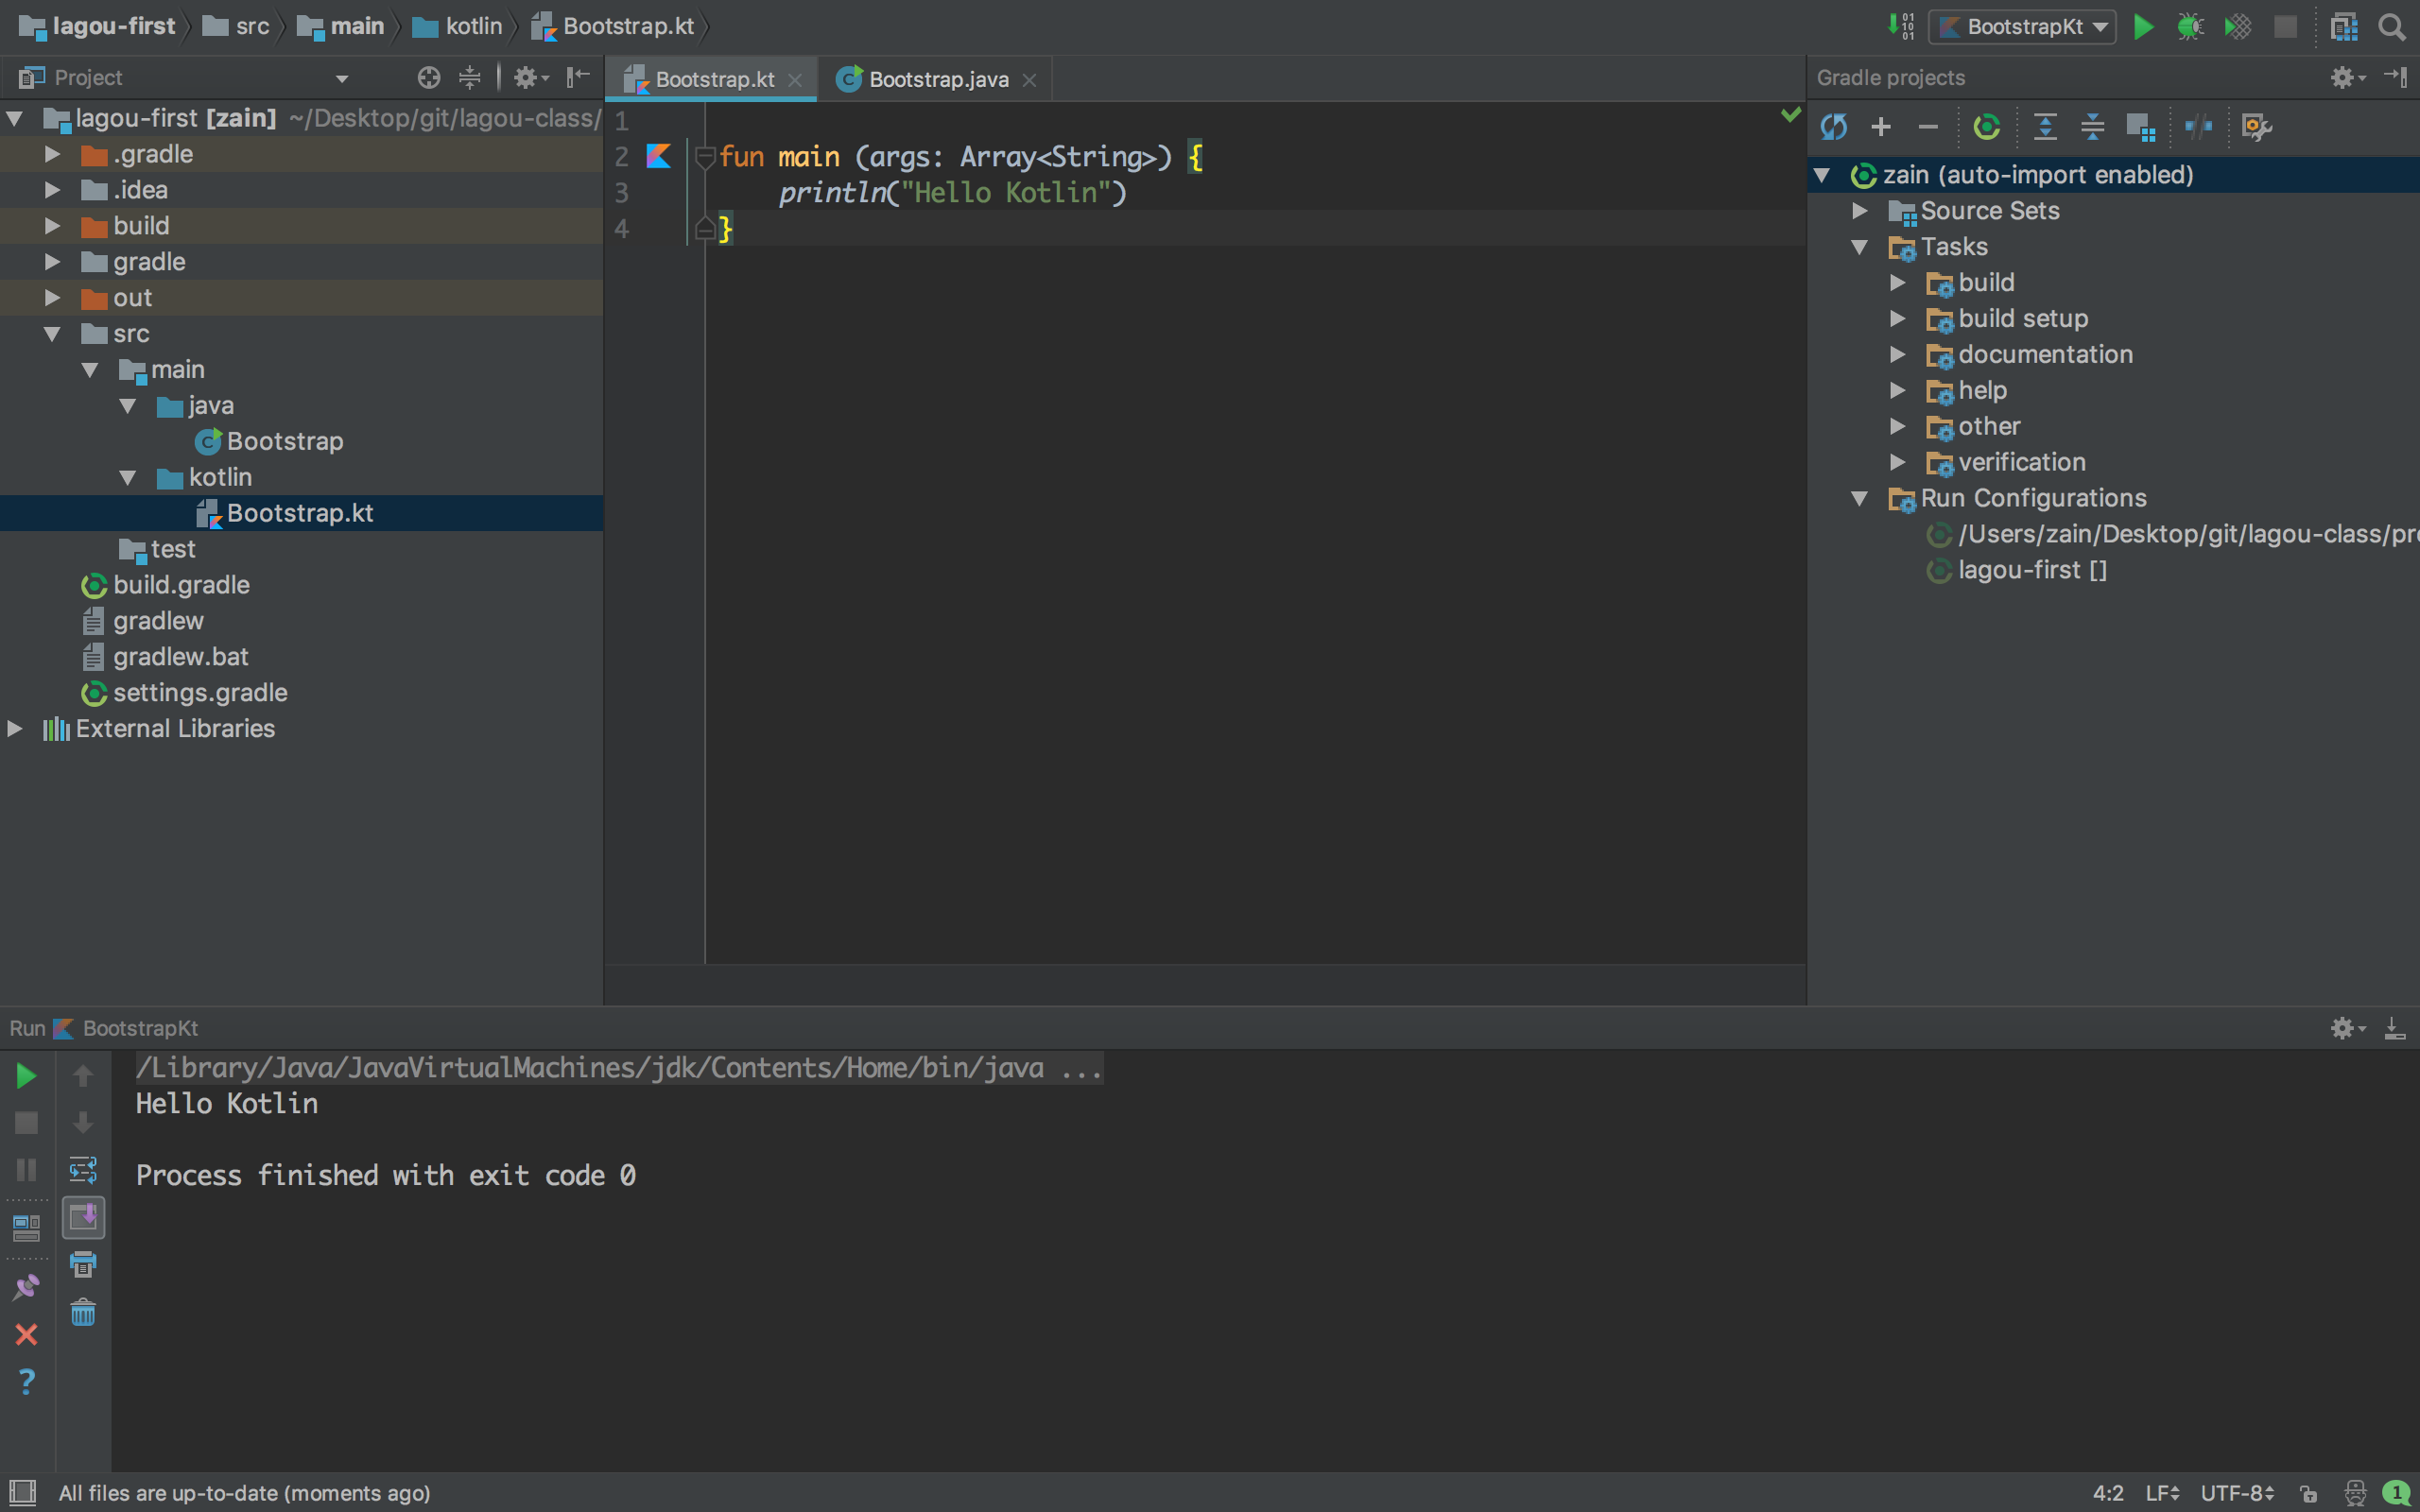 lagou-first src main kotlin Bootstrap.kt
BootstrapKt
Project
lagou-first [zain] ~/Desktop/git/lagou-class/
.gradle
.idea
build
gradle
out
src
main
java
Bootstrap
kotlin
Bootstrap.kt
test
build.gradle
gradlew
gradlew.bat
settings.gradle
External Libraries
Bootstrap.kt Bootstrap.java
1
2 fun main (args: Array<String>) {
3 println("Hello Kotlin")
4 }
Gradle projects
zain (auto-import enabled)
Source Sets
Tasks
build
build setup
documentation
help
other
verification
Run Configurations
/Users/zain/Desktop/git/lagou-class/pr
lagou-first []
Run BootstrapKt
/Library/Java/JavaVirtualMachines/jdk/Contents/Home/bin/java ...
Hello Kotlin
Process finished with exit code 0
All files are up-to-date (moments ago)
4:2 LF UTF-8 1